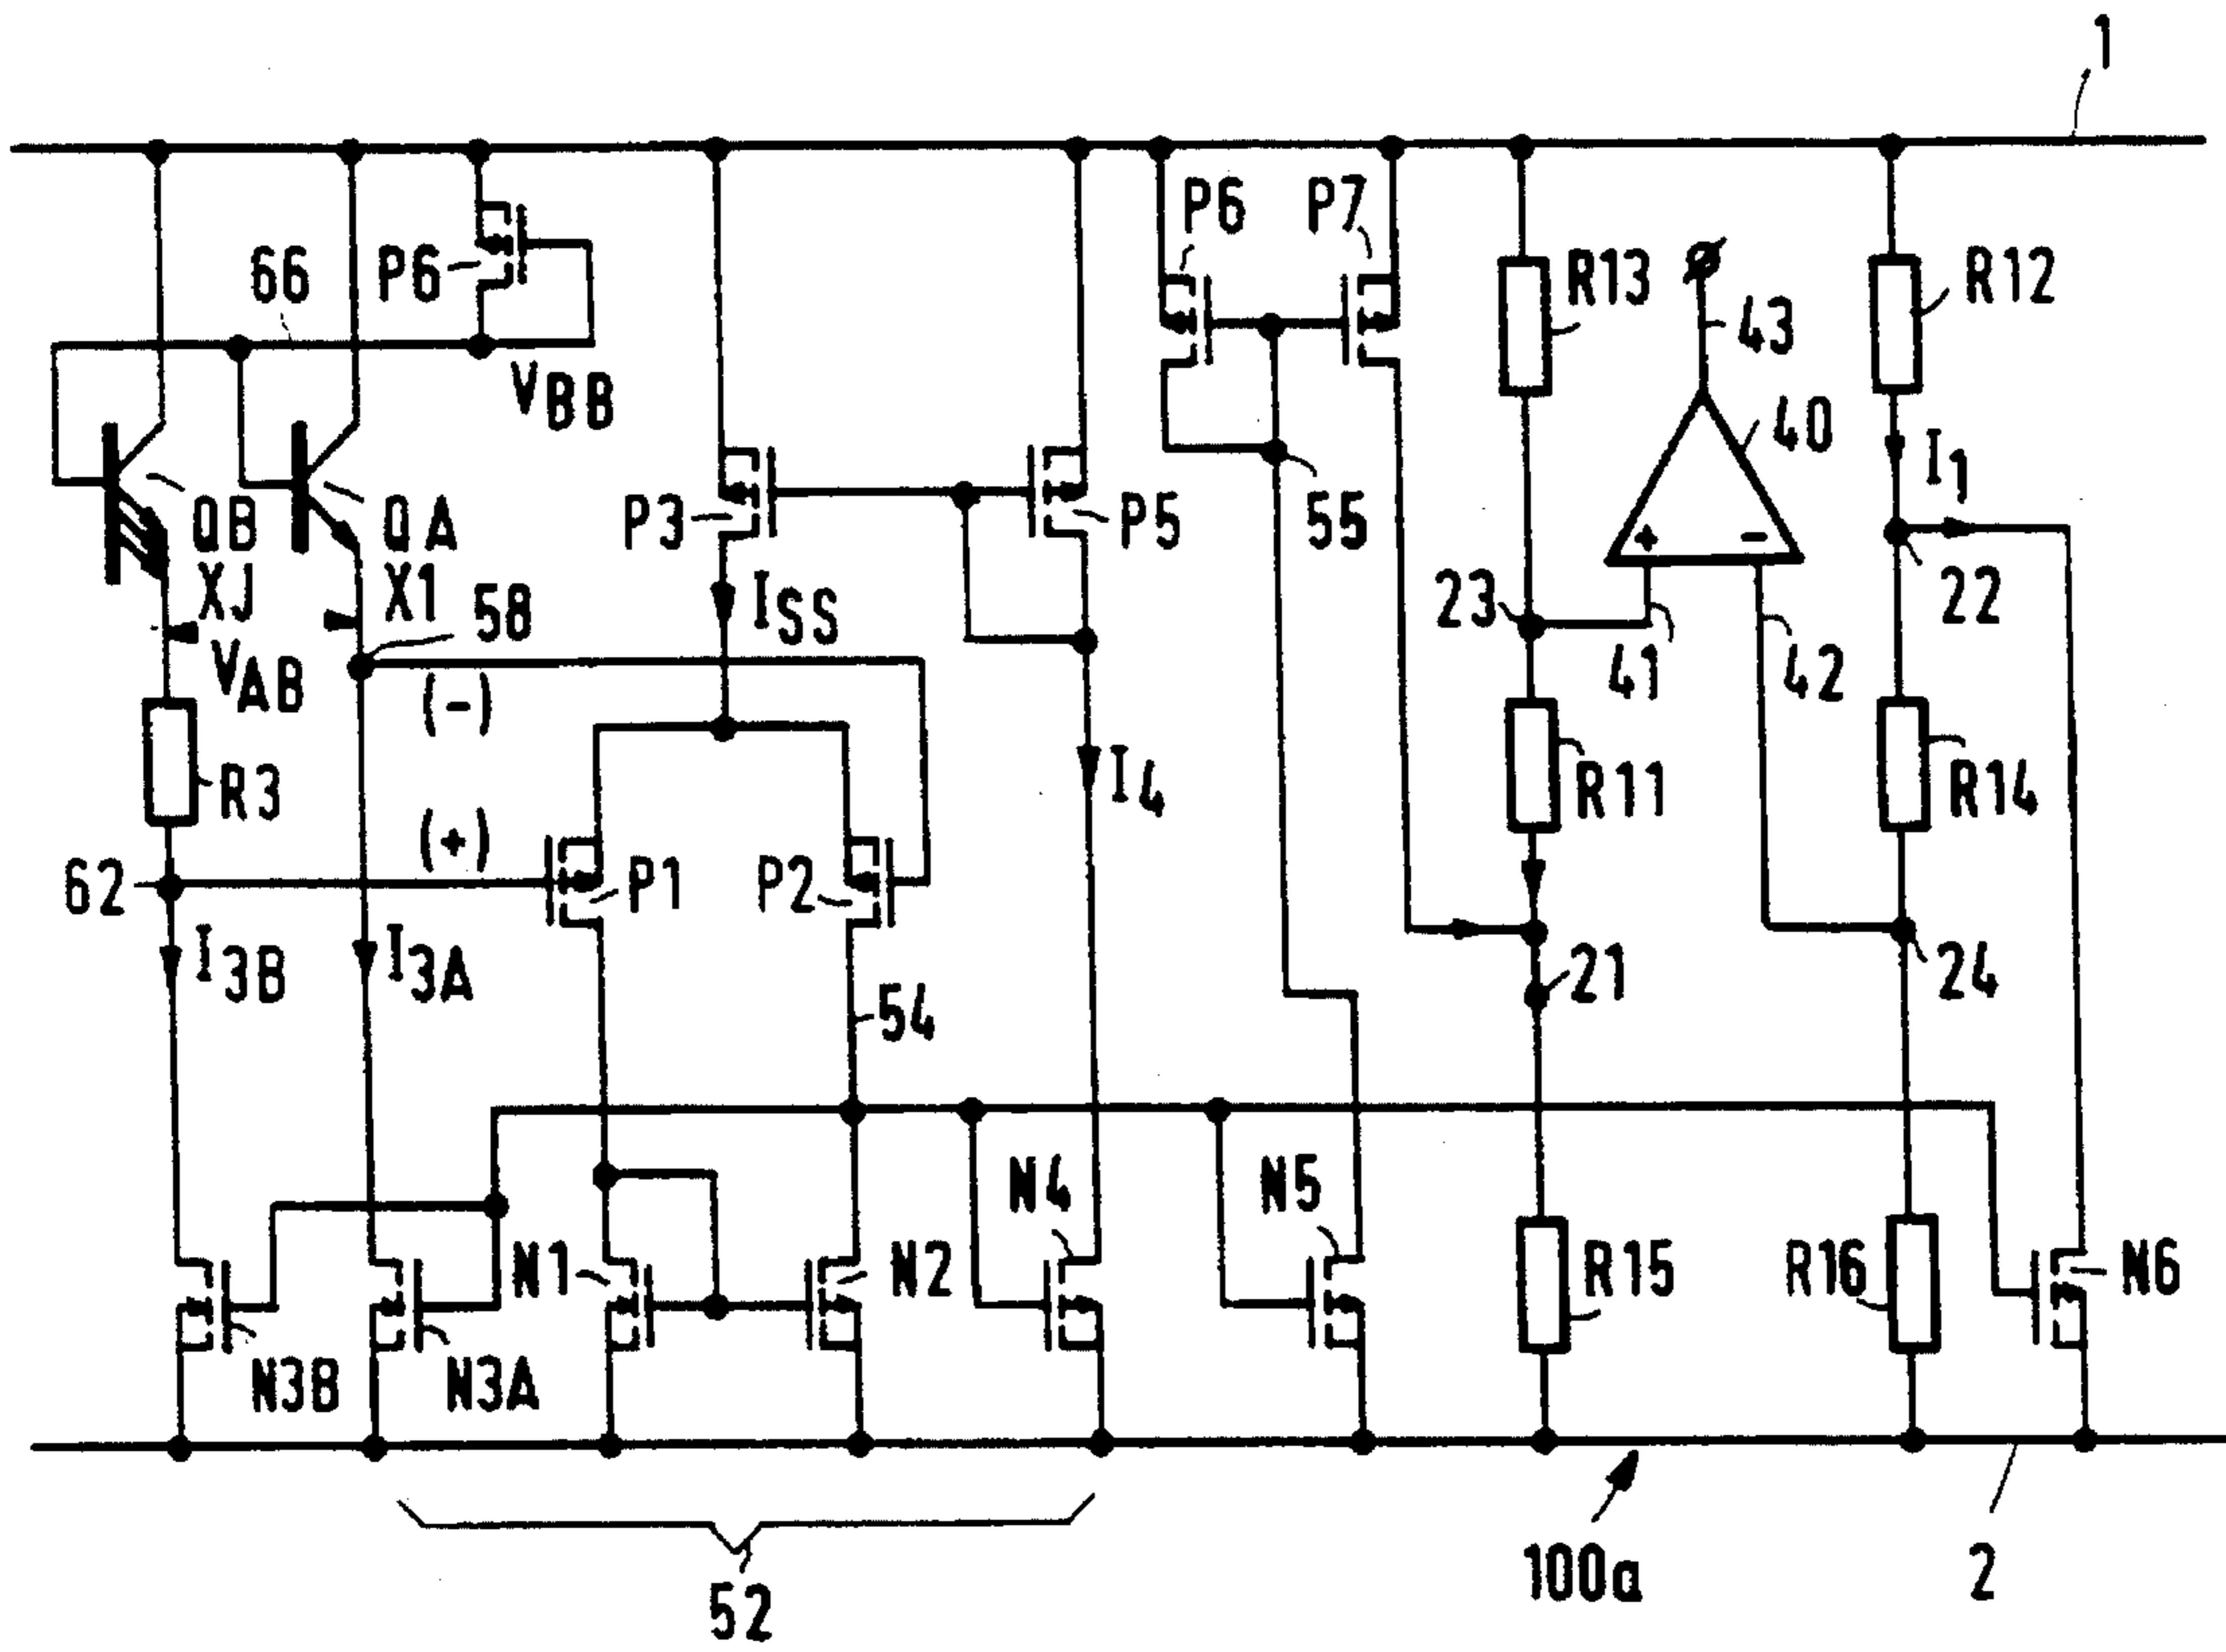 1
P6 P7
66 P6 R13 R12
43
VBB
40
I1
QB QA P3 P5 55
XJ X1 58 ISS 23 22
VAB 41 42
(-)
R3 I4 R11 R14
(+)
62 P1 P2
I3B I3A 21 24
54
N4 N5
N1 N2 R15 R16 N6
N3B N3A
+ -
52 100a 2